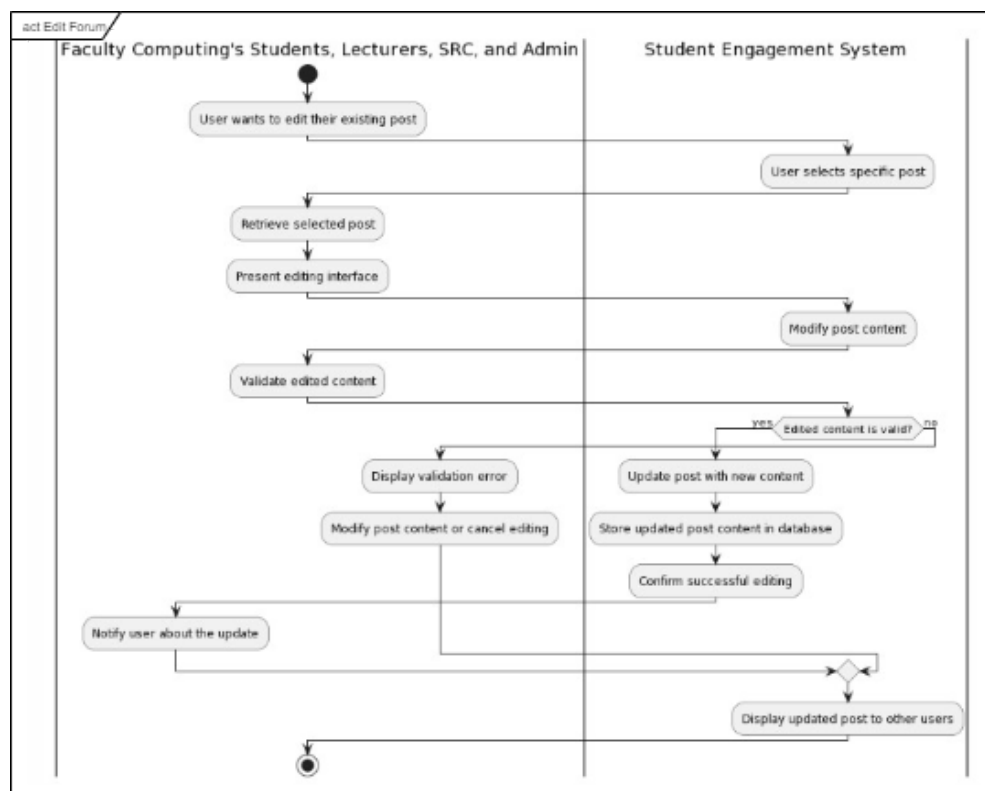 act Edit Forum
Faculty Computing's Students, Lecturers, SRC, and Admin
Student Engagement System
User wants to edit their existing post
User selects specific post
Retrieve selected post
Present editing interface
Modify post content
Validate edited content
yes
Edited content is valid?
no
Display validation error
Update post with new content
Modify post content or cancel editing
Store updated post content in database
Confirm successful editing
Notify user about the update
Display updated post to other users